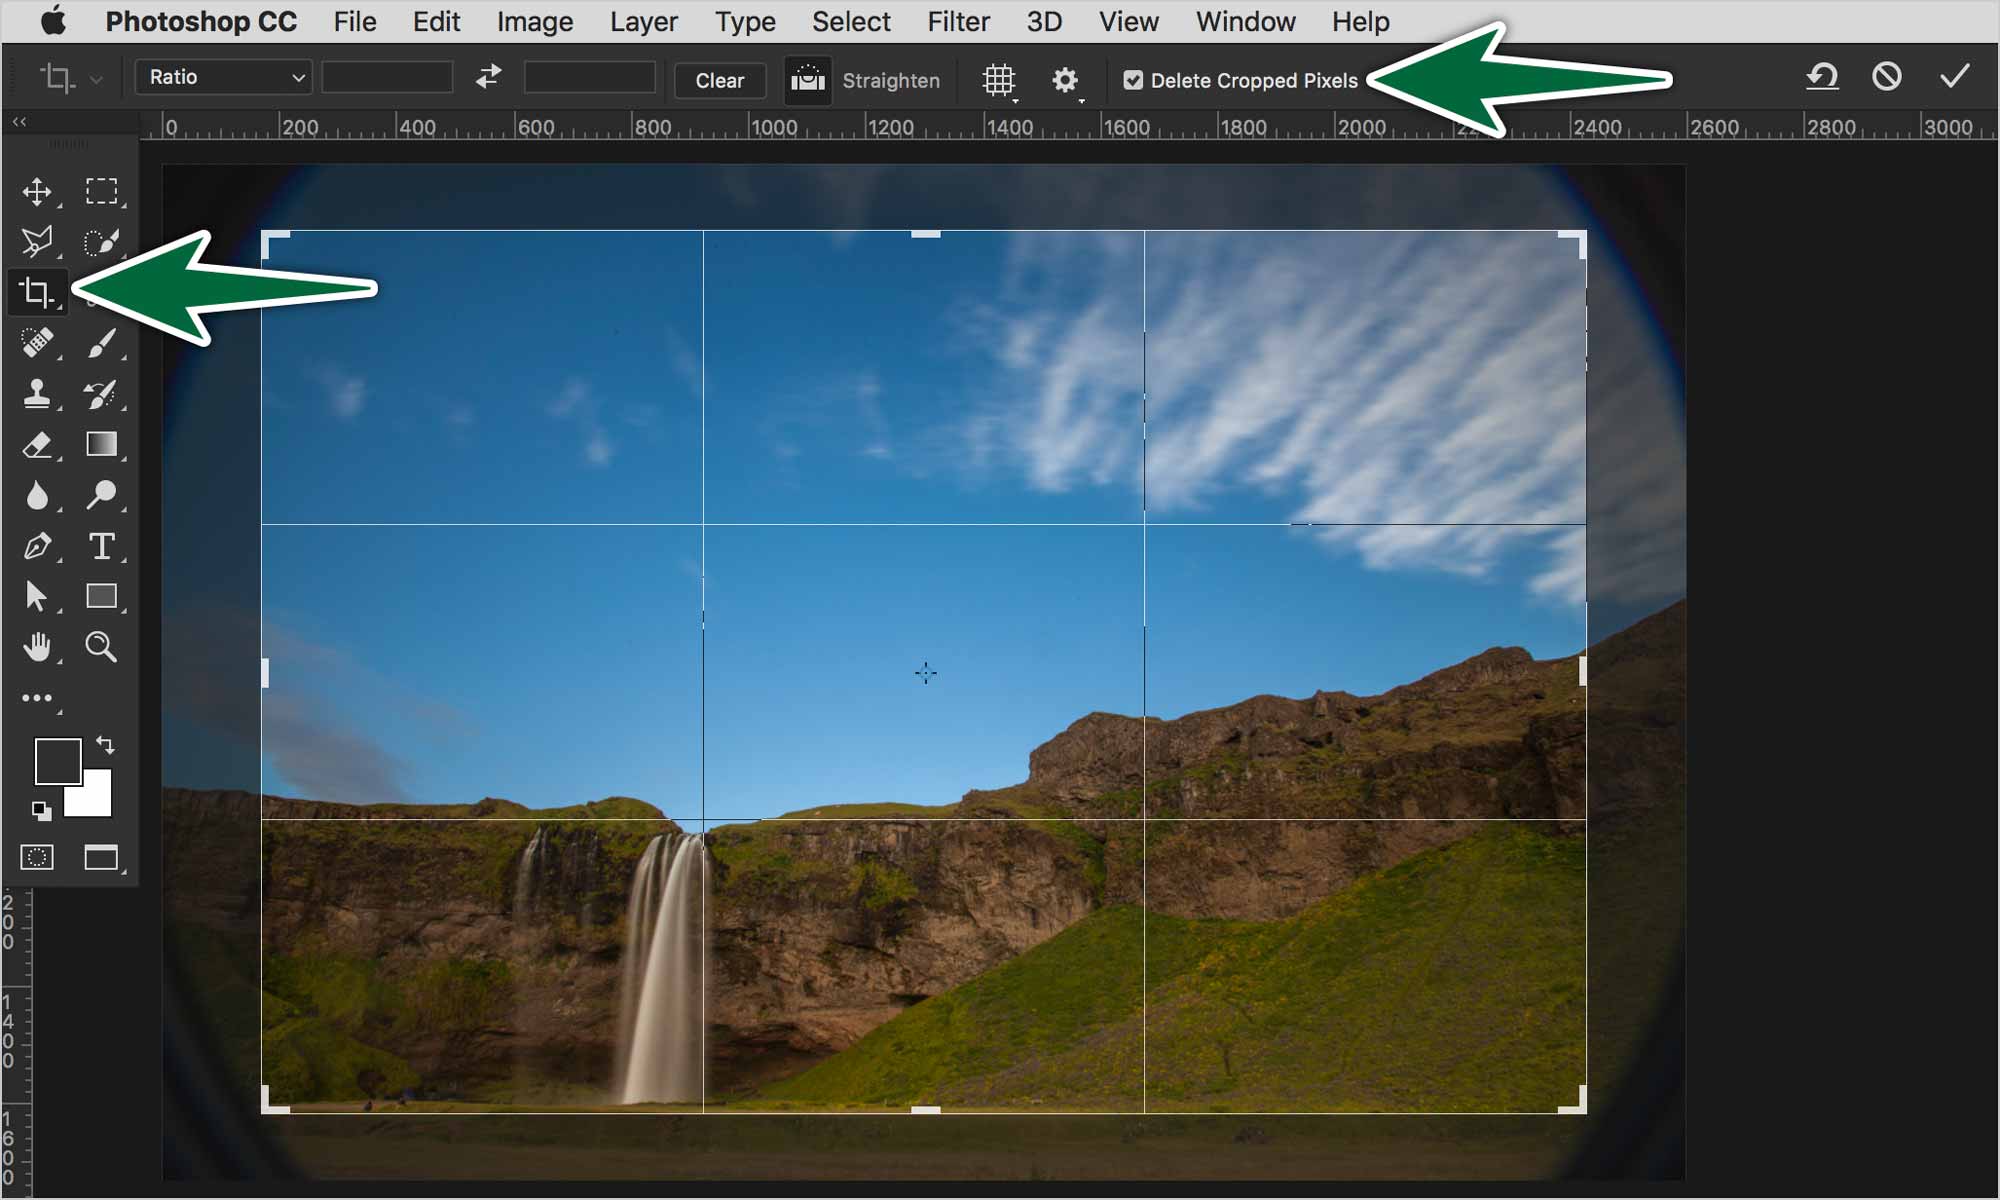 Photoshop CC File Edit Image Layer Type Select Filter 3D View Window Help
Ratio Clear Straighten Delete Cropped Pixels
0 200 400 600 800 1000 1200 1400 1600 1800 2000 2400 2600 2800 3000
T
200
1400
1600